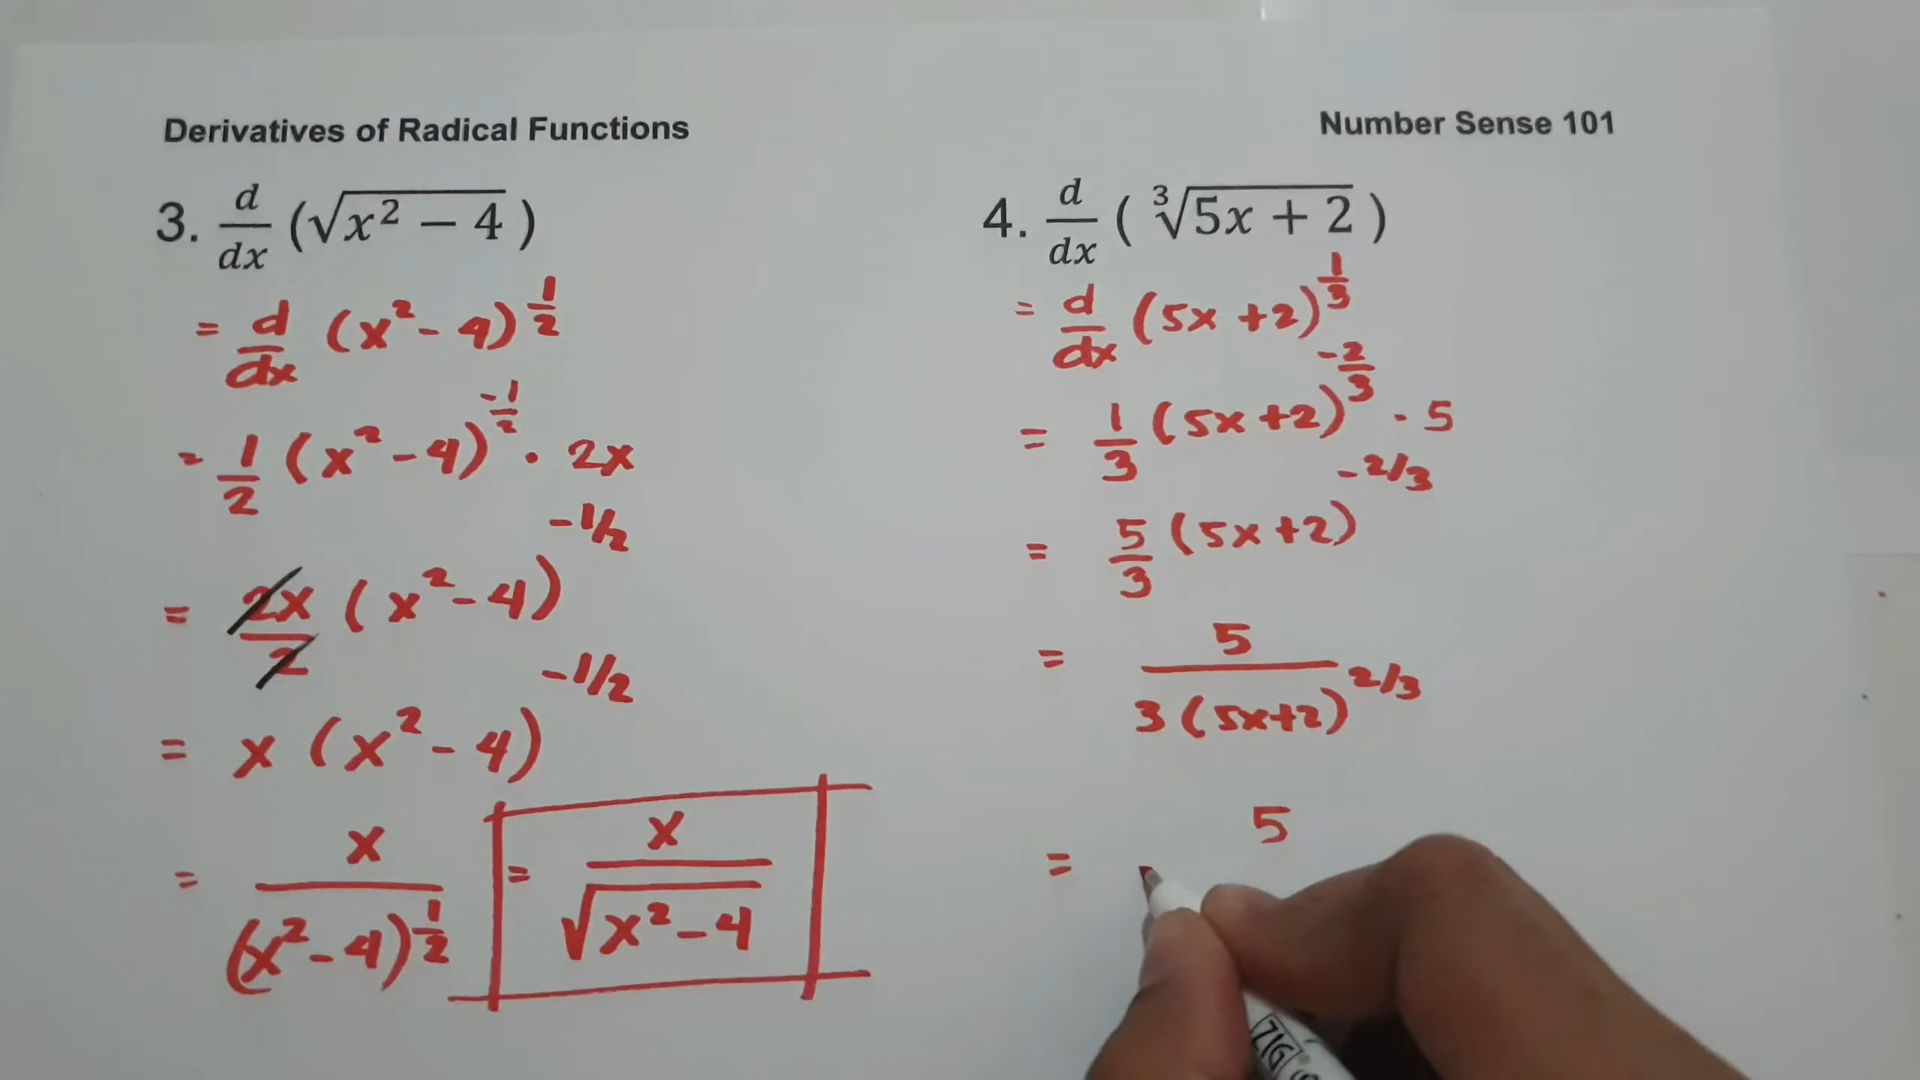 Derivatives of Radical Functions
Number Sense 101
3. d/dx (√(x² − 4))
= d/dx (x² - 4)^(1/2)
= 1/2 (x² - 4)^(-1/2) · 2x
= 2x/2 (x² - 4)^(-1/2)
= x (x² - 4)^(-1/2)
= x/(x² - 4)^(1/2) = x/√(x² - 4)
4. d/dx (∛(5x + 2))
= d/dx (5x + 2)^(1/3)
= 1/3 (5x + 2)^(-2/3) · 5
= 5/3 (5x + 2)^(-2/3)
= 5/(3(5x+2)^(2/3))
= 5
ZIG